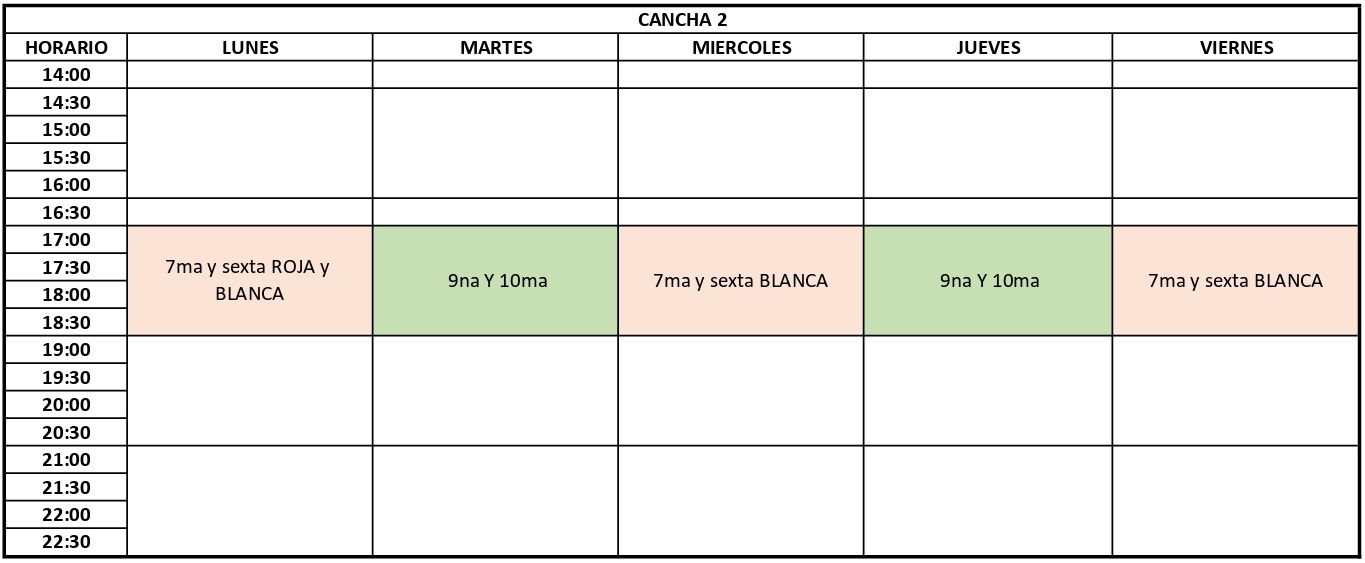 CANCHA 2
HORARIO LUNES MARTES MIERCOLES JUEVES VIERNES
14:00
14:30
15:00
15:30
16:00
16:30
17:00
17:30
18:00
18:30
7ma y sexta ROJA y
BLANCA
9na Y 10ma
7ma y sexta BLANCA
9na Y 10ma
7ma y sexta BLANCA
19:00
19:30
20:00
20:30
21:00
21:30
22:00
22:30